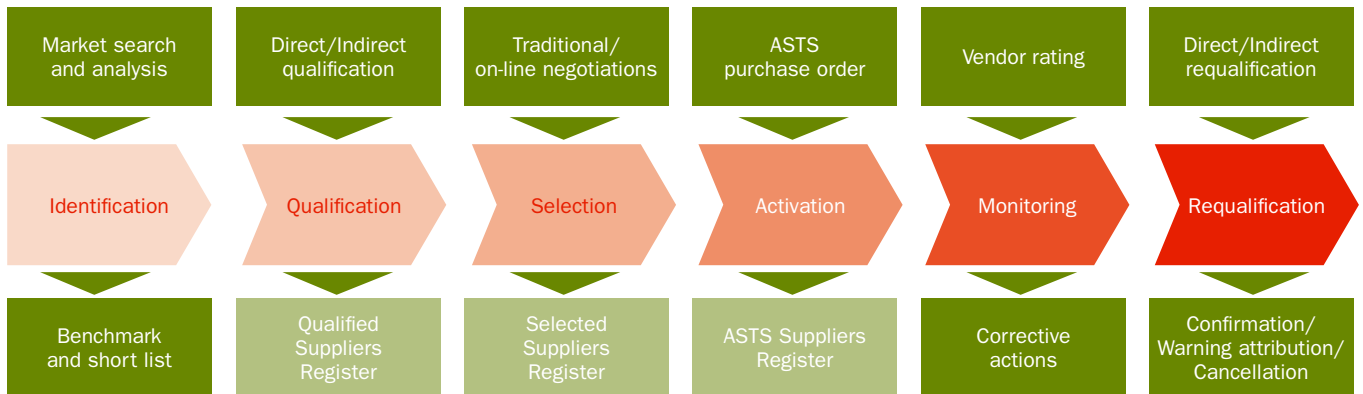 Market search
and analysis
Direct/Indirect
qualification
Traditional/
on-line negotiations
ASTS
purchase order
Vendor rating
Direct/Indirect
requalification
Identification
Qualification
Selection
Activation
Monitoring
Requalification
Benchmark
and short list
Qualified
Suppliers
Register
Selected
Suppliers
Register
ASTS Suppliers
Register
Corrective
actions
Confirmation/
Warning attribution/
Cancellation